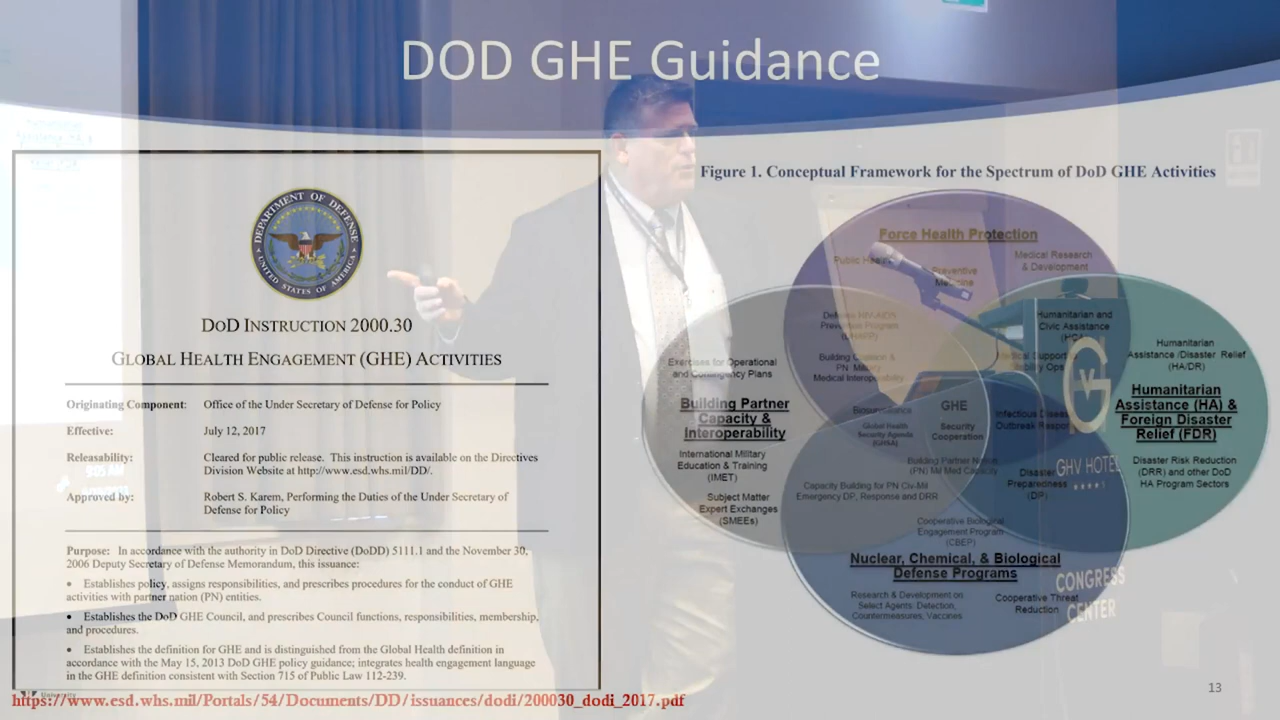 DOD GHE Guidance
DEPARTMENT OF DEFENSE
UNITED STATES OF AMERICA
DOD INSTRUCTION 2000.30
GLOBAL HEALTH ENGAGEMENT (GHE) ACTIVITIES
Originating Component: Office of the Under Secretary of Defense for Policy
Effective: July 12, 2017
Releasability: Cleared for public release. This instruction is available on the Directives
Division Website at http://www.esd.whs.mil/DD/.
Approved by: Robert S. Karem, Performing the Duties of the Under Secretary of
Defense for Policy
Purpose: In accordance with the authority in DoD Directive (DoDD) 5111.1 and the November 30,
2006 Deputy Secretary of Defense Memorandum, this issuance:
• Establishes policy, assigns responsibilities, and prescribes procedures for the conduct of GHE
activities with partner nation (PN) entities.
• Establishes the DoD GHE Council, and prescribes Council functions, responsibilities, membership,
and procedures.
• Establishes the definition for GHE and is distinguished from the Global Health definition in
accordance with the May 15, 2013 DoD GHE policy guidance; integrates health engagement language
in the GHE definition consistent with Section 715 of Public Law 112-239.
https://www.esd.whs.mil/Portals/54/Documents/DD/issuances/dodi/200030_dodi_2017.pdf
Figure 1. Conceptual Framework for the Spectrum of DoD GHE Activities
Force Health Protection
Public Health
Preventive
Medicine
Medical Research
& Development
Defense HIV-AIDS
Prevention Program
(DHAPP)
Building Coalition &
PN Military
Medical Interoperability
Humanitarian and
Civic Assistance
(HCA)
Medical Support
Stability Ops
Humanitarian
Assistance /Disaster Relief
(HA/DR)
Exercises for Operational
and Contingency Plans
Building Partner
Capacity &
Interoperability
International Military
Education & Training
(IMET)
Subject Matter
Expert Exchanges
(SMEEs)
Biosurveillance
Global Health
Security Agenda
(GHSA)
GHE
Security
Cooperation
Infectious Disease
Outbreak Response
Humanitarian
Assistance (HA) &
Foreign Disaster
Relief (FDR)
Disaster Risk Reduction
(DRR) and other DoD
HA Program Sectors
Building Partner Nation
(PN) Mil Med Capacity
Disaster
Preparedness
(DP)
Capacity Building for PN Civ-Mil
Emergency DP, Response and DRR
Cooperative Biological
Engagement Program
(CBEP)
Nuclear, Chemical, & Biological
Defense Programs
Research & Development on
Select Agents: Detection,
Countermeasures, Vaccines
Cooperative Threat
Reduction
GHV HOTEL
CONGRESS
CENTER
13